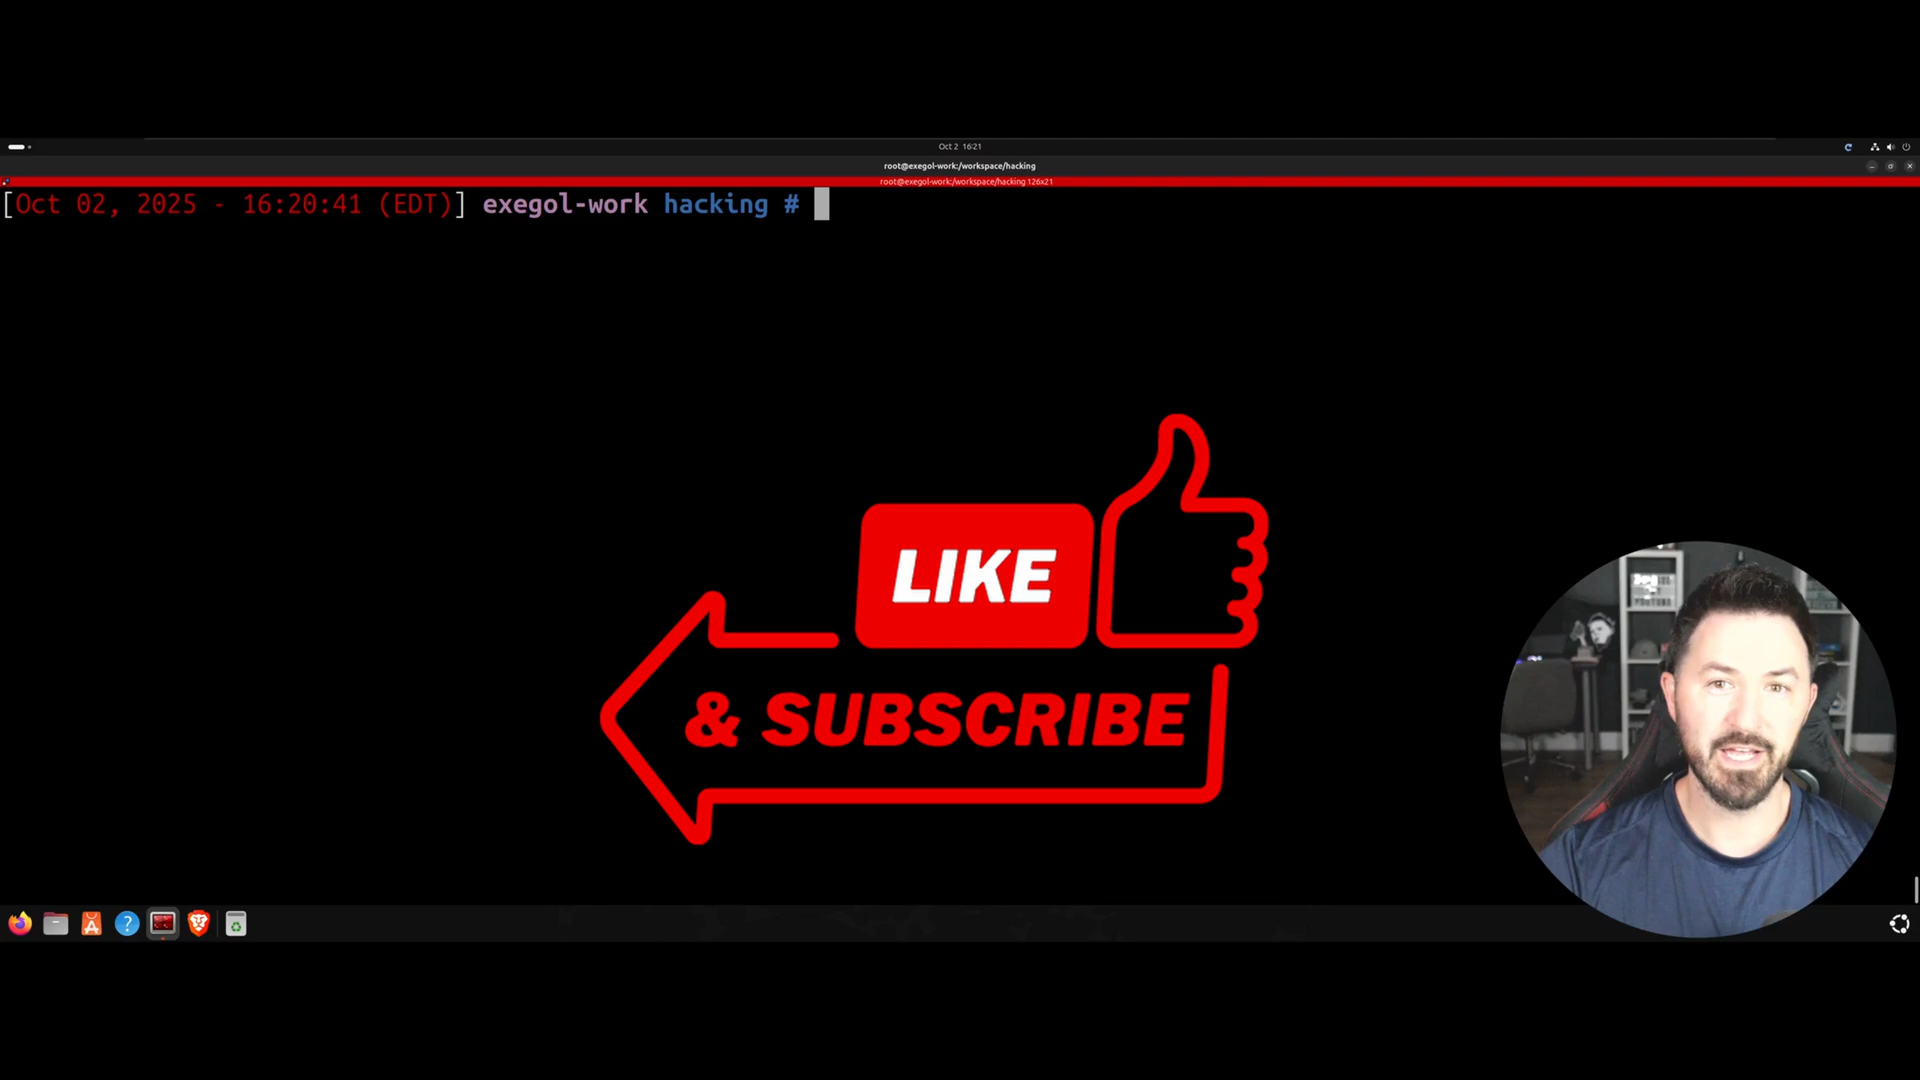 Oct 2 16:21
root@exegol-work:/workspace/hacking
root@exegol-work:/workspace/hacking 126x21
[Oct 02, 2025 - 16:20:41 (EDT)] exegol-work hacking #
LIKE
& SUBSCRIBE